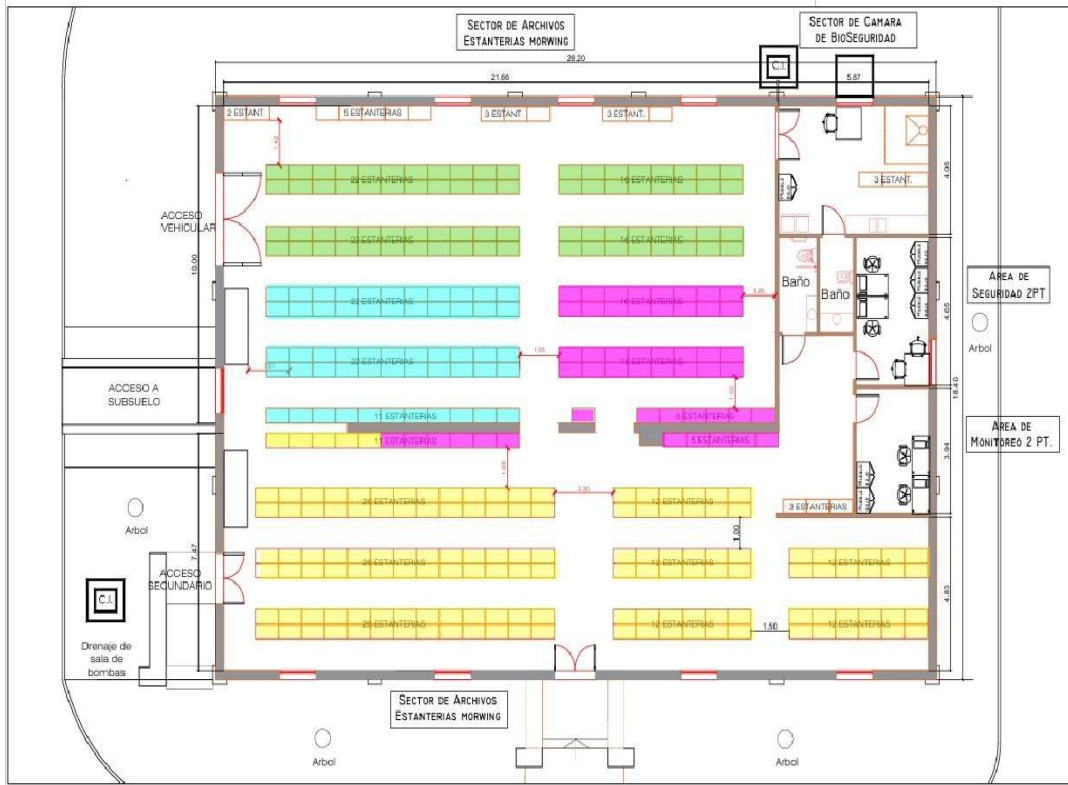 SECTOR DE ARCHIVOS
ESTANTERIAS MORWING
SECTOR DE CAMARA
DE BIOSEGURIDAD
C.I.
28.20
21.66
5.87
2 ESTANT.
5 ESTANTERIAS
3 ESTANT.
3 ESTANT.
1.42
22 ESTANTERIAS
16 ESTANTERIAS
3 ESTANT.
4.05
ACCESO
VEHICULAR
22 ESTANTERIAS
16 ESTANTERIAS
10.00
Baño
Baño
AREA DE
SEGURIDAD 2PT
22 ESTANTERIAS
16 ESTANTERIAS
4.65
Arbol
22 ESTANTERIAS
16 ESTANTERIAS
ACCESO A
SUBSUELO
18.40
11 ESTANTERIAS
6 ESTANTERIAS
AREA DE
MONITOREO 2 PT.
11 ESTANTERIAS
5 ESTANTERIAS
3.94
26 ESTANTERIAS
2.30
12 ESTANTERIAS
3 ESTANTERIAS
Arbol
1.00
7.47
ACCESO
SECUNDARIO
26 ESTANTERIAS
12 ESTANTERIAS
12 ESTANTERIAS
C.I.
4.83
26 ESTANTERIAS
12 ESTANTERIAS
1.50
12 ESTANTERIAS
Drenaje de
sala de
bombas
SECTOR DE ARCHIVOS
ESTANTERIAS MORWING
Arbol
Arbol